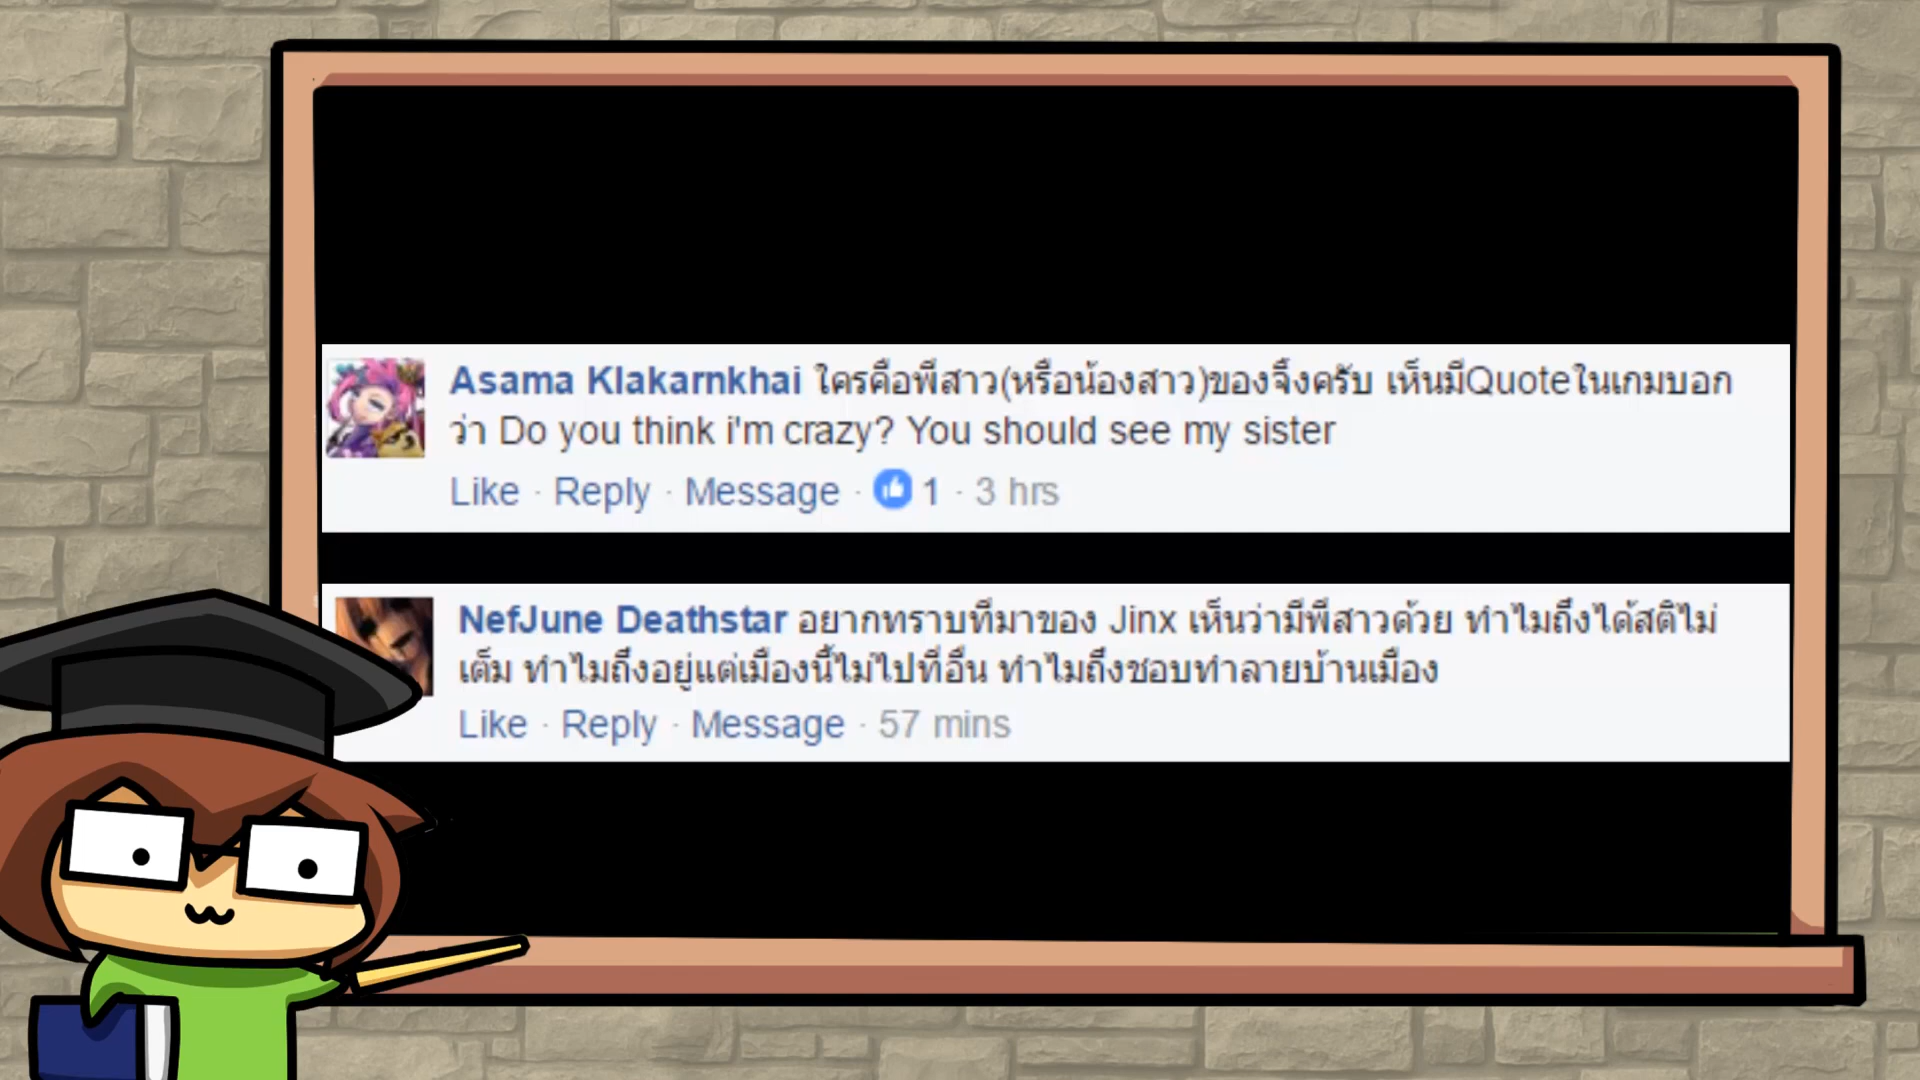 Asama Klakarnkhai ใครคือพี่สาว(หรือน้องสาว)ของจิ้งครับ เห็นมีQuoteในเกมบอก
ว่า Do you think i'm crazy? You should see my sister
Like · Reply · Message · 1 · 3 hrs
NefJune Deathstar อยากทราบที่มาของ Jinx เห็นว่ามีพี่สาวด้วย ทำไมถึงได้สติไม่
เต็ม ทำไมถึงอยู่แต่เมืองนี้ไม่ไปที่อื่น ทำไมถึงชอบทำลายบ้านเมือง
Like · Reply · Message · 57 mins